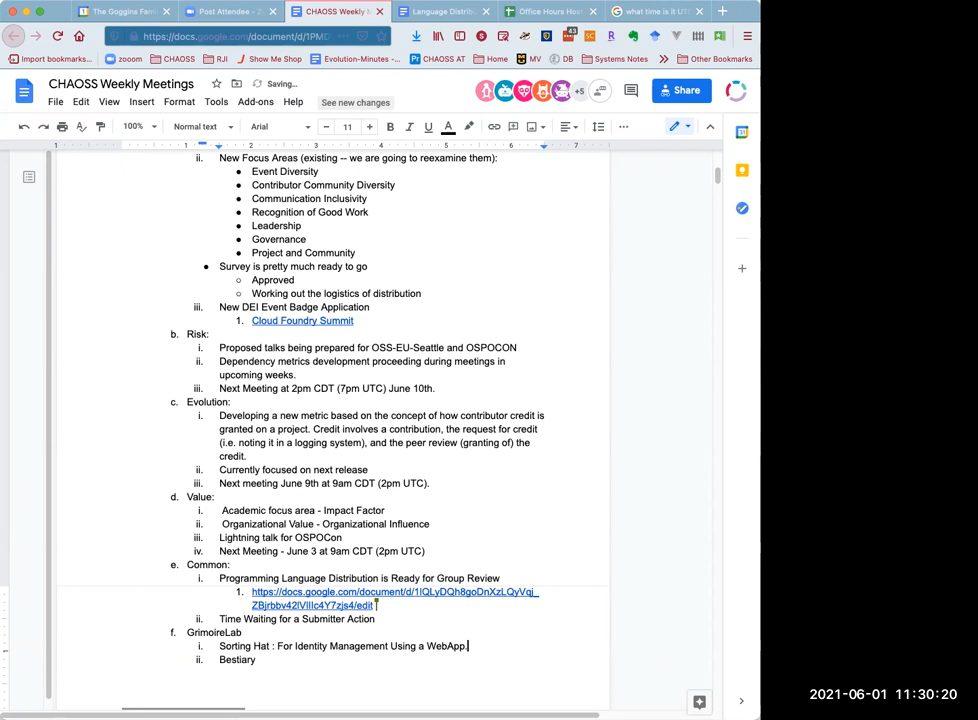 The Goggins Fam
Post Attendee - Z
CHAOSS Weekly M
Language Distrib
Office Hours Host
what time is it UT
https://docs.google.com/document/d/1PMD
43
Import bookmarks...
zooom
CHAOSS
RJI
Show Me Shop
Evolution-Minutes -...
CHAOSS AT
Home
MV
DB
Systems Notes
Other Bookmarks
CHAOSS Weekly Meetings
Saving...
File Edit View Insert Format Tools Add-ons Help
See new changes
+5
Share
100%
Normal text
Arial
11
1 1 2 3 4 5 6 7
ii. New Focus Areas (existing -- we are going to reexamine them):
● Event Diversity
● Contributor Community Diversity
● Communication Inclusivity
● Recognition of Good Work
● Leadership
● Governance
● Project and Community
● Survey is pretty much ready to go
○ Approved
○ Working out the logistics of distribution
iii. New DEI Event Badge Application
1. Cloud Foundry Summit
b. Risk:
i. Proposed talks being prepared for OSS-EU-Seattle and OSPOCON
ii. Dependency metrics development proceeding during meetings in
upcoming weeks.
iii. Next Meeting at 2pm CDT (7pm UTC) June 10th.
c. Evolution:
i. Developing a new metric based on the concept of how contributor credit is
granted on a project. Credit involves a contribution, the request for credit
(i.e. noting it in a logging system), and the peer review (granting of) the
credit.
ii. Currently focused on next release
iii. Next meeting June 9th at 9am CDT (2pm UTC).
d. Value:
i. Academic focus area - Impact Factor
ii. Organizational Value - Organizational Influence
iii. Lightning talk for OSPOCon
iv. Next Meeting - June 3 at 9am CDT (2pm UTC)
e. Common:
i. Programming Language Distribution is Ready for Group Review
1. https://docs.google.com/document/d/1lQLyDQh8goDnXzLQyVqj_
ZBjrbbv42lVlIIc4Y7zjs4/edit
ii. Time Waiting for a Submitter Action
f. GrimoireLab
i. Sorting Hat : For Identity Management Using a WebApp.
ii. Bestiary
2021-06-01 11:30:20